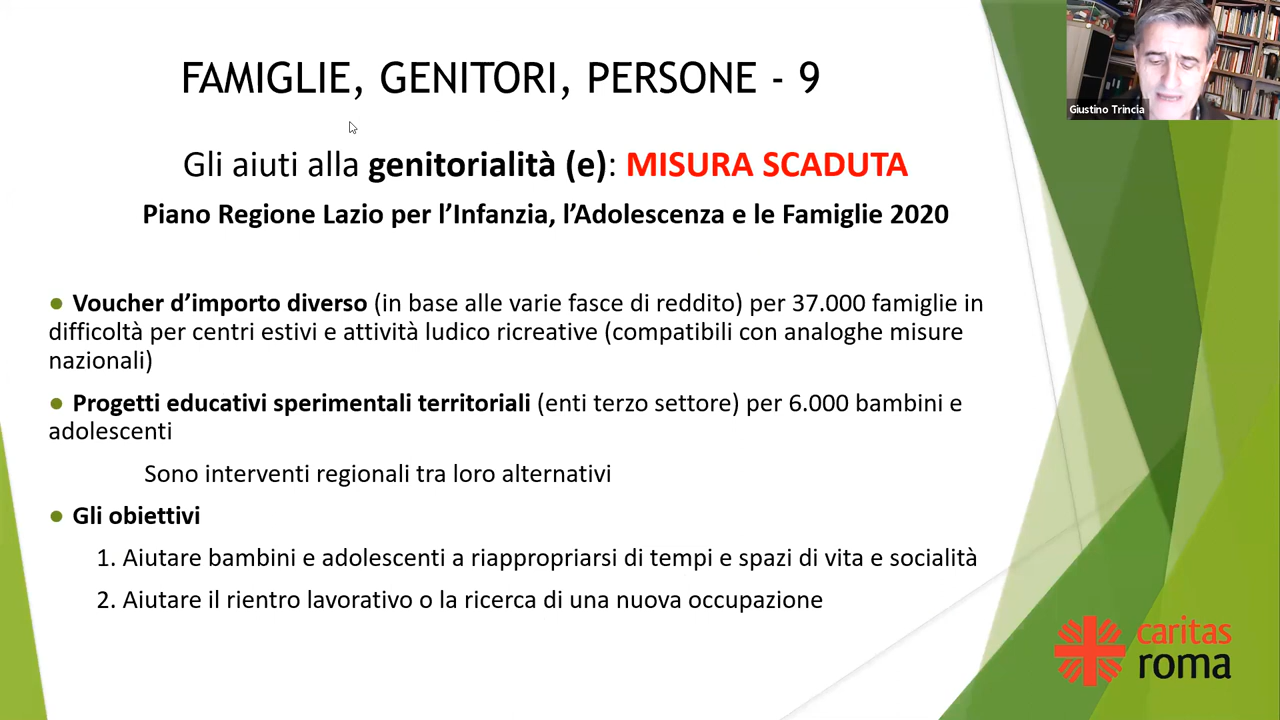 FAMIGLIE, GENITORI, PERSONE - 9
Giustino Trincia
Gli aiuti alla genitorialità (e): MISURA SCADUTA
Piano Regione Lazio per l’Infanzia, l’Adolescenza e le Famiglie 2020
● Voucher d’importo diverso (in base alle varie fasce di reddito) per 37.000 famiglie in
difficoltà per centri estivi e attività ludico ricreative (compatibili con analoghe misure
nazionali)
● Progetti educativi sperimentali territoriali (enti terzo settore) per 6.000 bambini e
adolescenti
Sono interventi regionali tra loro alternativi
● Gli obiettivi
1. Aiutare bambini e adolescenti a riappropriarsi di tempi e spazi di vita e socialità
2. Aiutare il rientro lavorativo o la ricerca di una nuova occupazione
caritas
roma